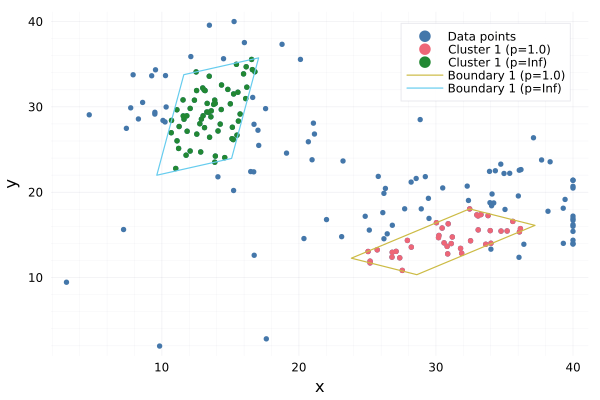 Data points
Cluster 1 (p=1.0)
Cluster 1 (p=Inf)
Boundary 1 (p=1.0)
Boundary 1 (p=Inf)
40
30
20
10
y
10 20 30 40
x